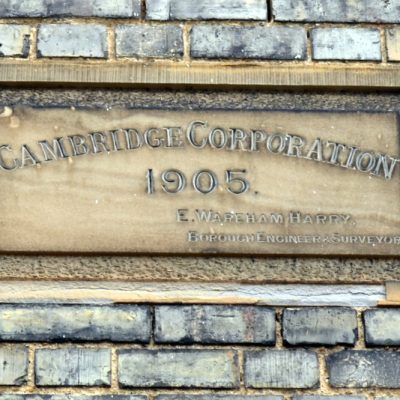 CAMBRIDGE CORPORATION
1905.
E. WAREHAM HARRY.
BOROUGH ENGINEER & SURVEYOR